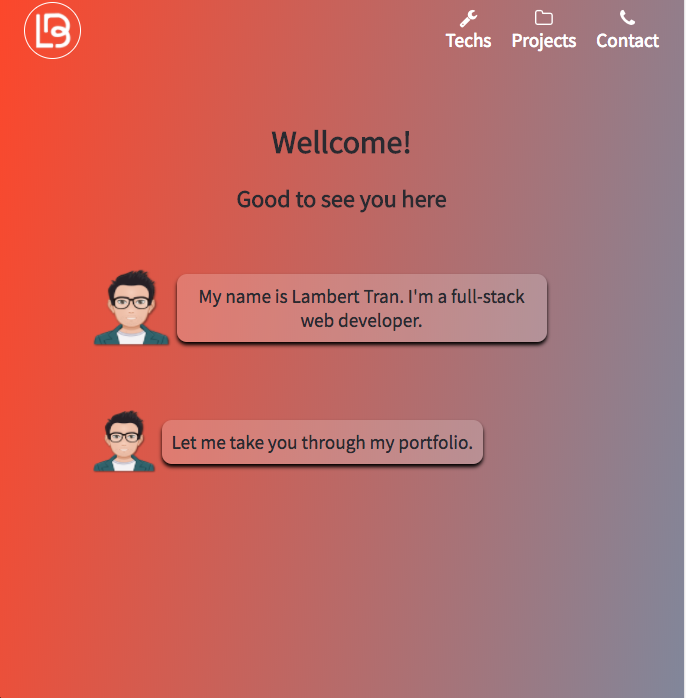 LB
Techs Projects Contact
Wellcome!
Good to see you here
My name is Lambert Tran. I'm a full-stack
web developer.
Let me take you through my portfolio.